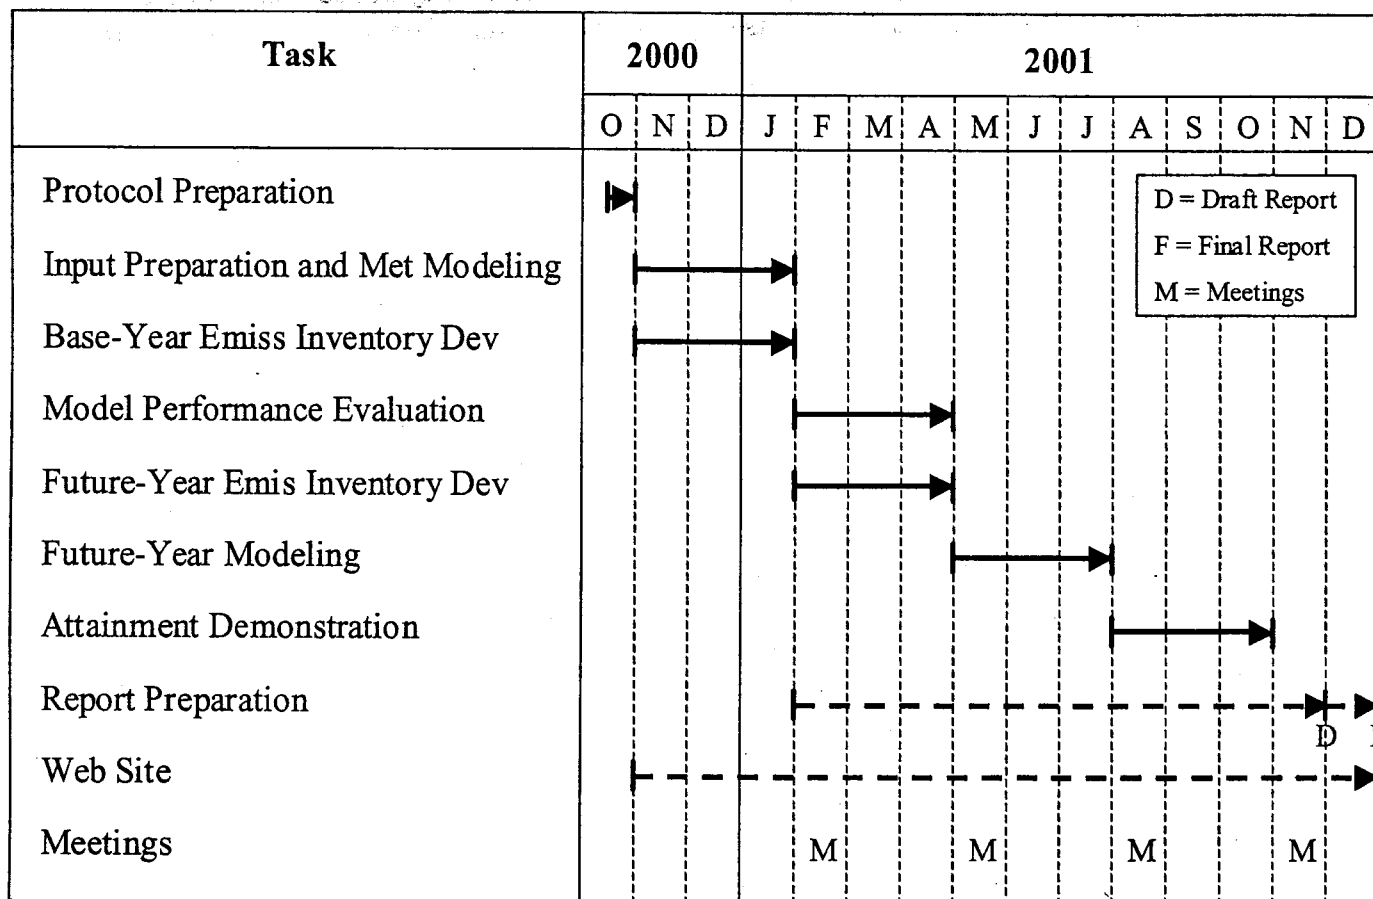 Task 2000 2001
O N D J F M A M J J A S O N D
Protocol Preparation
D = Draft Report
Input Preparation and Met Modeling
F = Final Report
M = Meetings
Base-Year Emiss Inventory Dev
Model Performance Evaluation
Future-Year Emis Inventory Dev
Future-Year Modeling
Attainment Demonstration
Report Preparation
D
Web Site
Meetings M M M M